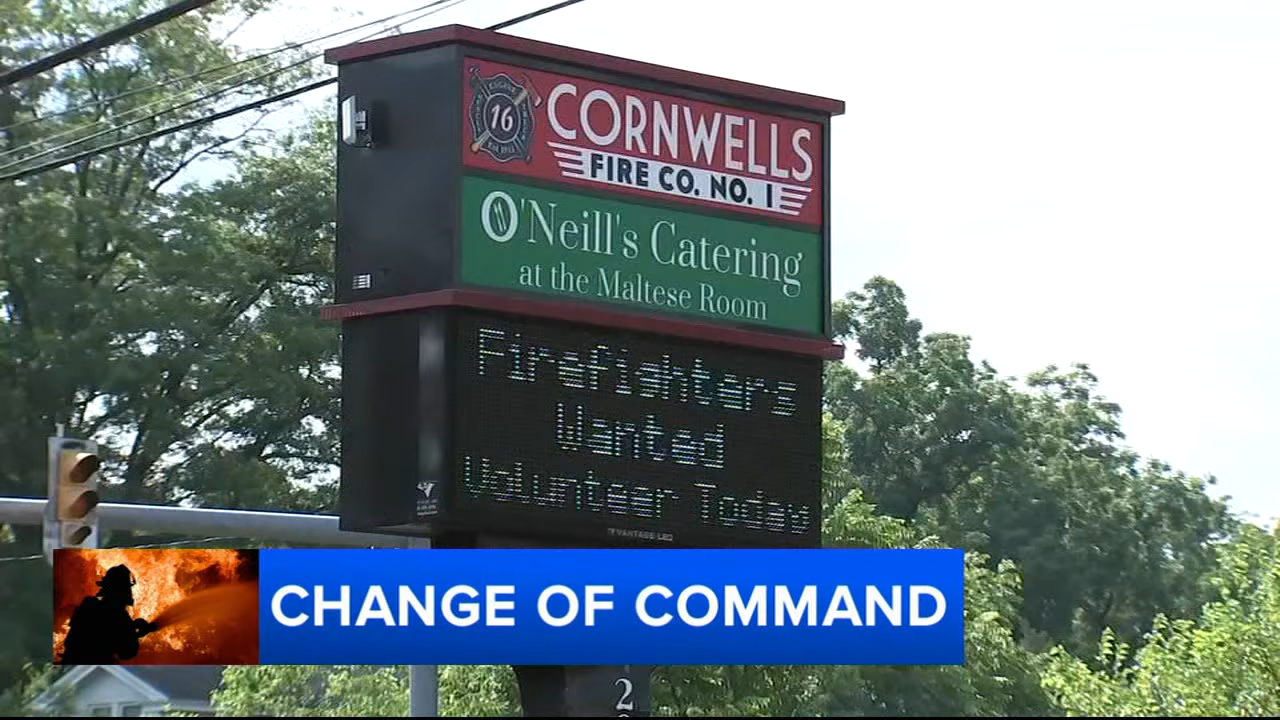 16
CORNWELLS
FIRE CO. NO. 1
O'Neill's Catering
at the Maltese Room
Firefighters
Wanted
Volunteer Today
VANTAGE LED
CHANGE OF COMMAND
2